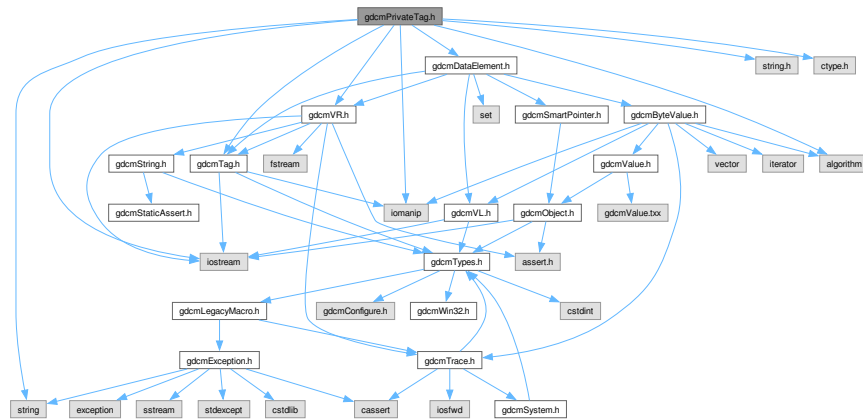 gdcmPrivateTag.h
gdcmDataElement.h
string.h
ctype.h
gdcmVR.h
set
gdcmSmartPointer.h
gdcmByteValue.h
gdcmString.h
gdcmTag.h
fstream
gdcmValue.h
vector
iterator
algorithm
gdcmStaticAssert.h
iomanip
gdcmVL.h
gdcmObject.h
gdcmValue.txx
iostream
gdcmTypes.h
assert.h
gdcmLegacyMacro.h
gdcmConfigure.h
gdcmWin32.h
cstdint
gdcmException.h
gdcmTrace.h
string
exception
sstream
stdexcept
cstdlib
cassert
iosfwd
gdcmSystem.h